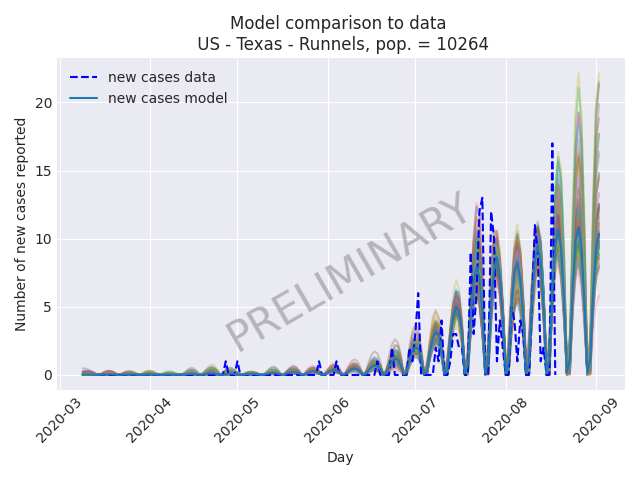 Model comparison to data
US - Texas - Runnels, pop. = 10264
new cases data
new cases model
Number of new cases reported
20
15
10
5
0
PRELIMINARY
2020-03
2020-04
2020-05
2020-06
2020-07
2020-08
2020-09
Day